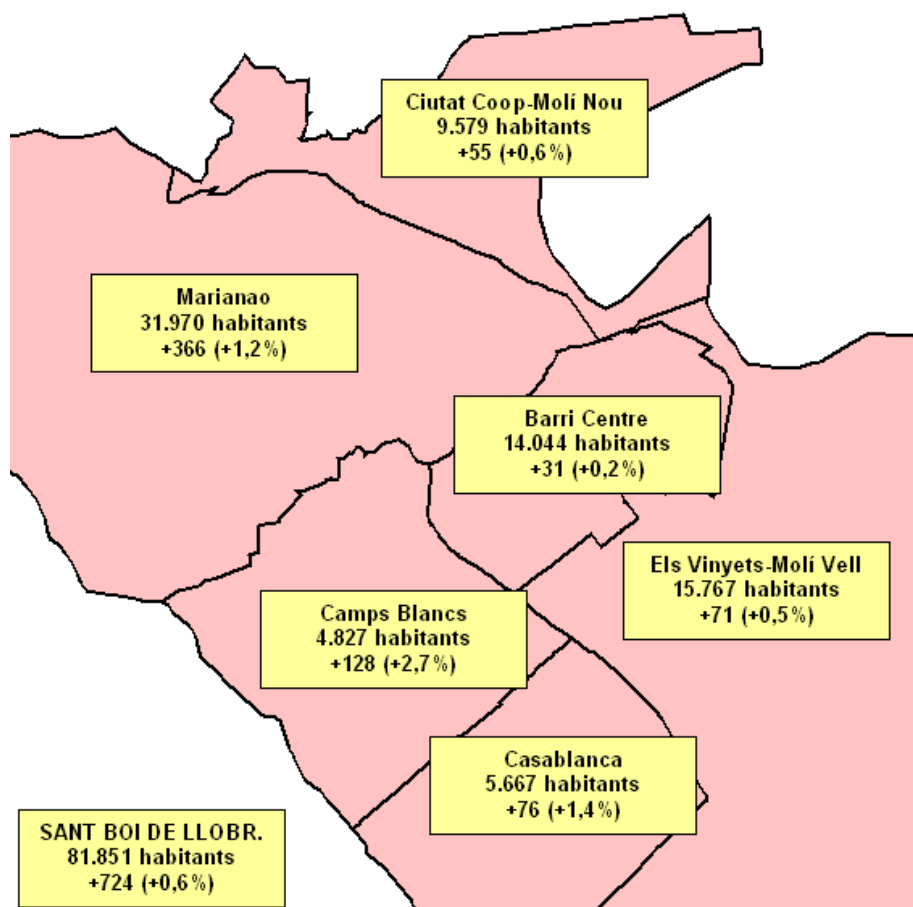 Ciutat Coop-Molí Nou
9.579 habitants
+55 (+0,6%)
Marianao
31.970 habitants
+366 (+1,2%)
Barri Centre
14.044 habitants
+31 (+0,2%)
Els Vinyets-Molí Vell
15.767 habitants
+71 (+0,5%)
Camps Blancs
4.827 habitants
+128 (+2,7%)
Casablanca
5.667 habitants
+76 (+1,4%)
SANT BOI DE LLOBR.
81.851 habitants
+724 (+0,6%)